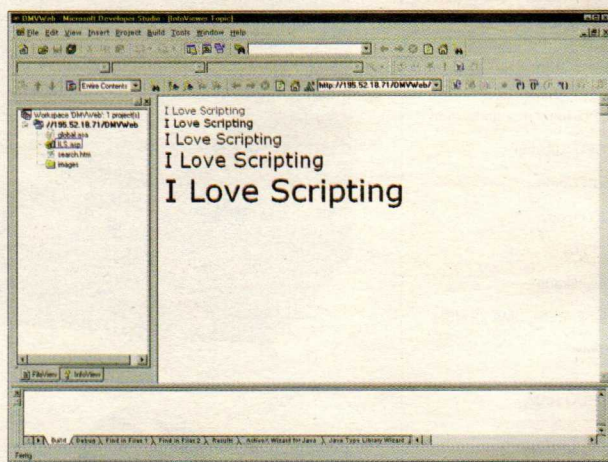 DMVWeb - Microsoft Developer Studio - [InfoViewer Topic]
File Edit View Insert Project Build Tools Window Help
Entire Contents
http://195.52.18.71/DMVWeb/
Workspace 'DMVWeb': 1 project(s)
//195.52.18.71/DMVWeb
global.asa
ILS.asp
search.htm
images
I Love Scripting
I Love Scripting
I Love Scripting
I Love Scripting
I Love Scripting
FileView InfoView
Build Debug Find in Files 1 Find in Files 2 Results ActiveX Wizard for Java Java Type Library Wizard
Fertig